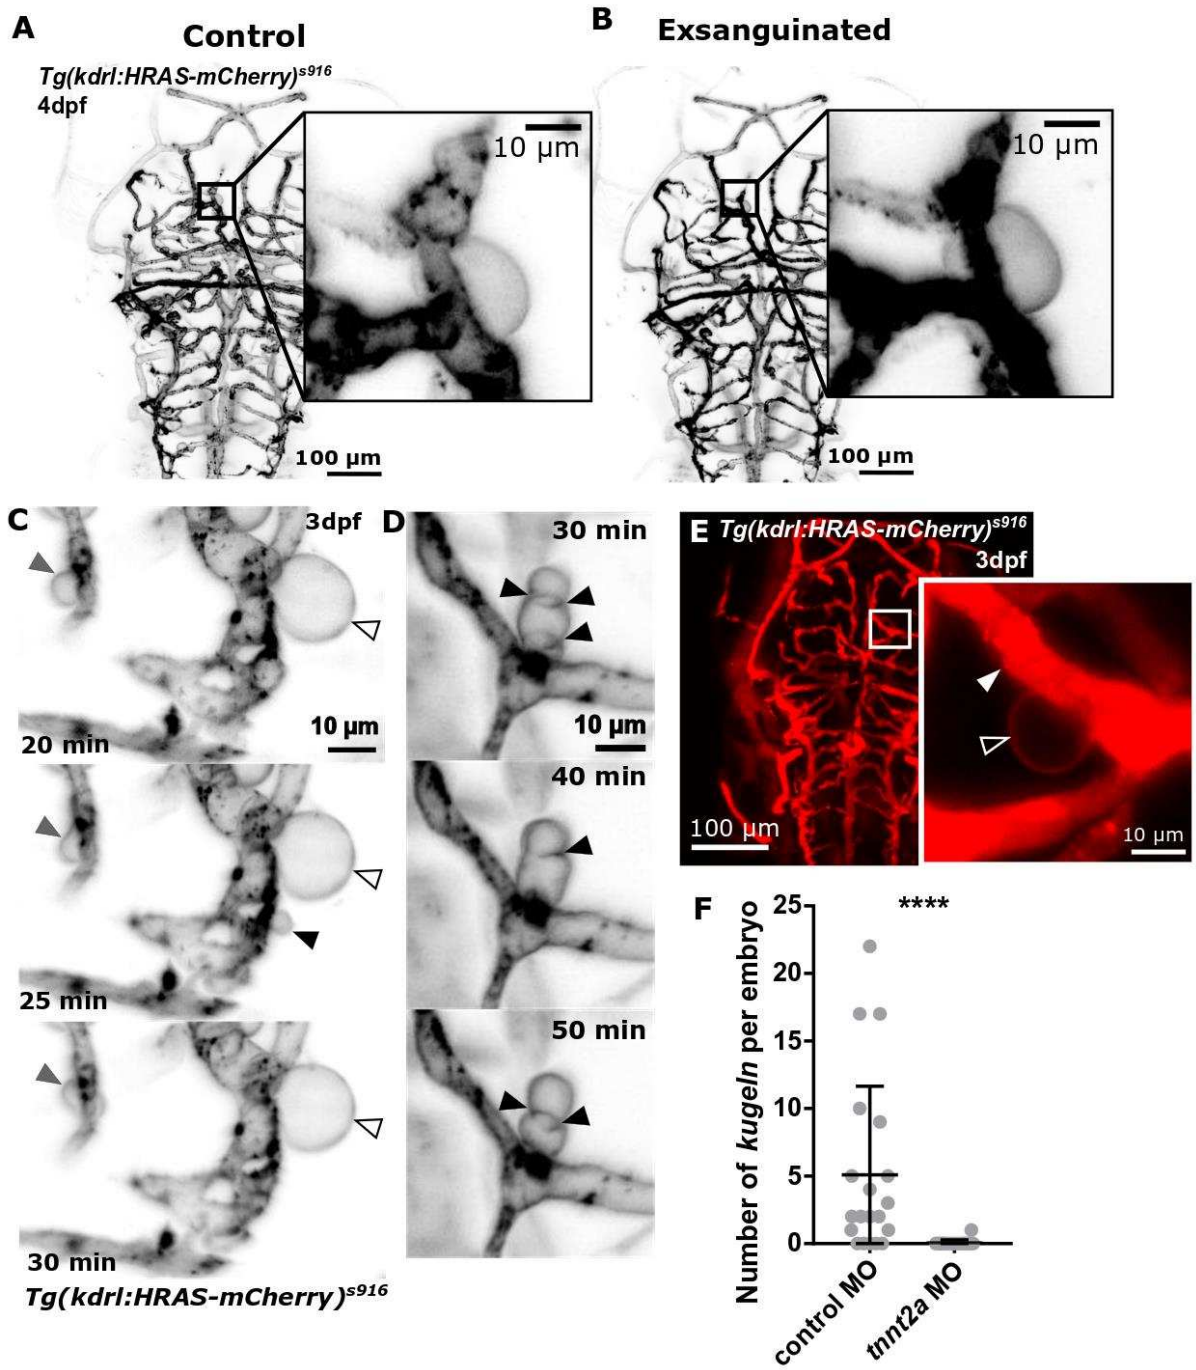 A
Control
Tg(kdrl:HRAS-mCherry)s916
4dpf
10 µm
100 µm
B
Exsanguinated
10 µm
100 µm
C
3dpf
10 µm
20 min
25 min
30 min
Tg(kdrl:HRAS-mCherry)s916
D
30 min
10 µm
40 min
50 min
E Tg(kdrl:HRAS-mCherry)s916
3dpf
100 µm
10 µm
F
Number of kugeln per embryo
25
20
15
10
5
0
****
control MO
tnnt2a MO